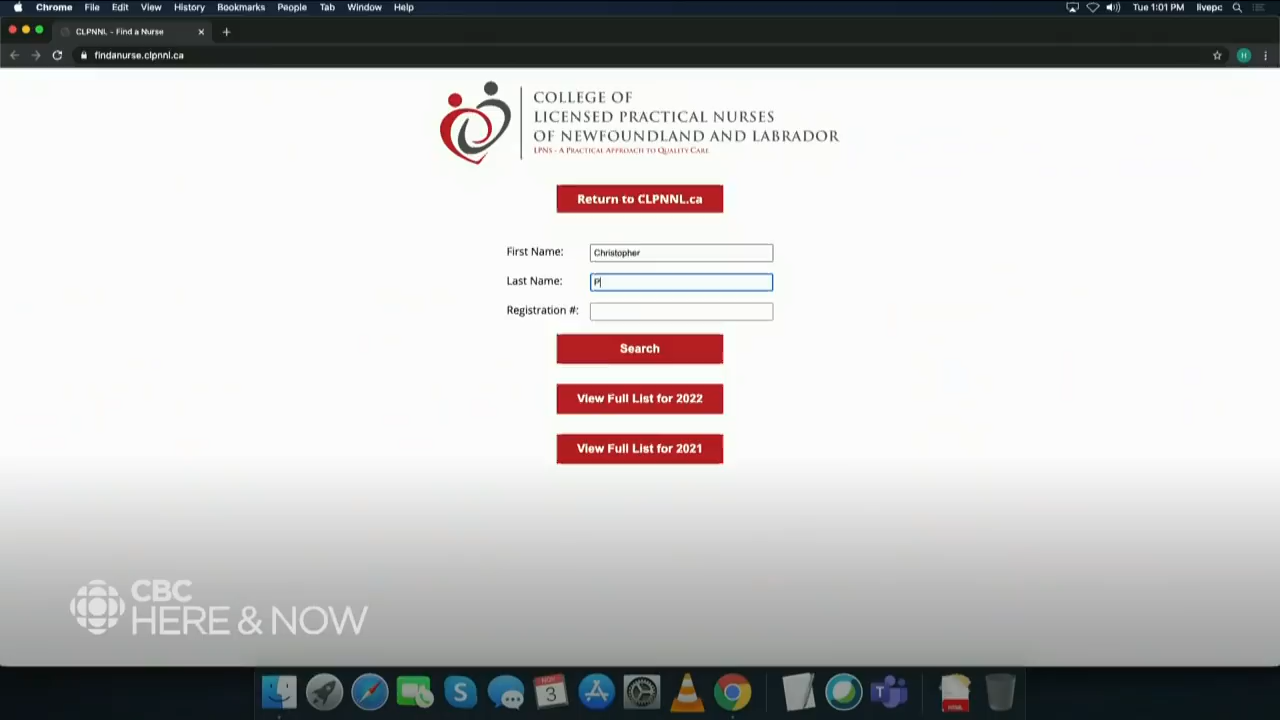 Chrome File Edit View History Bookmarks People Tab Window Help Tue 1:01 PM livepc
CLPNNL - Find a Nurse
findanurse.clpnnl.ca H
COLLEGE OF
LICENSED PRACTICAL NURSES
OF NEWFOUNDLAND AND LABRADOR
LPNS - A PRACTICAL APPROACH TO QUALITY CARE
Return to CLPNNL.ca
First Name: Christopher
Last Name: P
Registration #:
Search
View Full List for 2022
View Full List for 2021
CBC
HERE & NOW
NOV
3
HTML